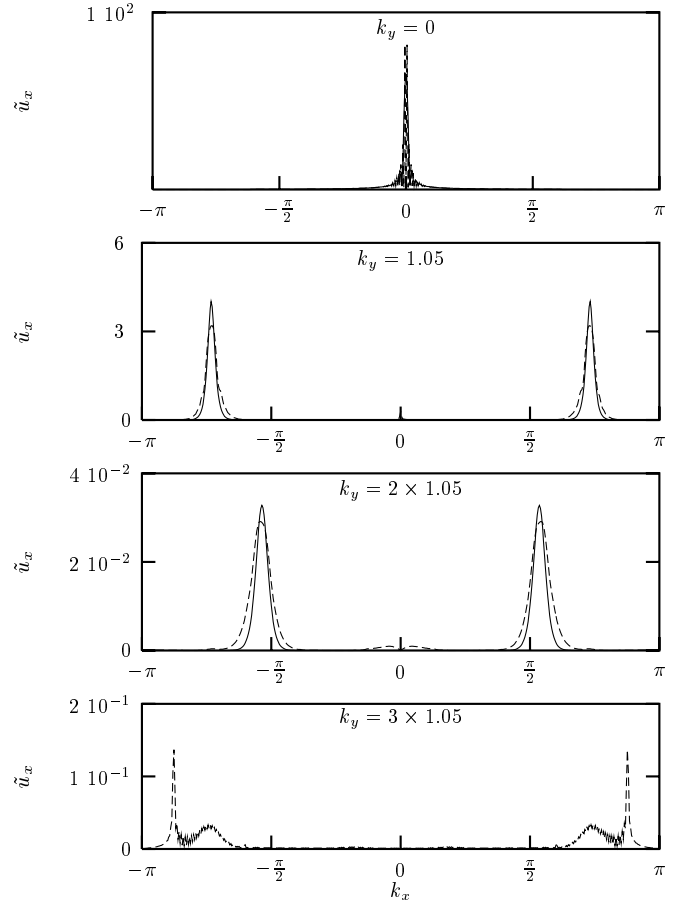 1 10²
k_y = 0
ũ_x
−π
−π/2
0
π/2
π
6
k_y = 1.05
ũ_x
3
0
−π
−π/2
0
π/2
π
4 10⁻²
k_y = 2 × 1.05
ũ_x
2 10⁻²
0
−π
−π/2
0
π/2
π
2 10⁻¹
k_y = 3 × 1.05
ũ_x
1 10⁻¹
0
−π
−π/2
0
π/2
π
k_x